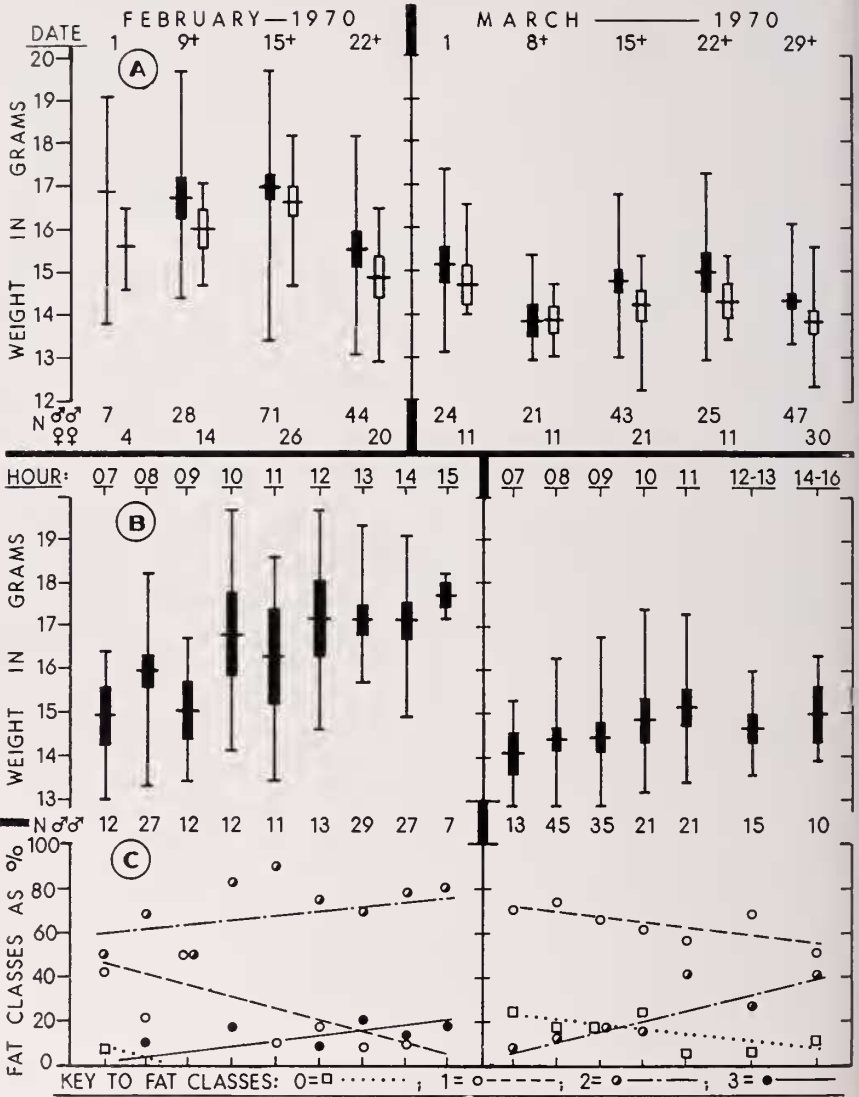 FEBRUARY—1970 MARCH — 1970
DATE 1 9+ 15+ 22+ 1 8+ 15+ 22+ 29+
A
WEIGHT IN GRAMS
20
19
18
17
16
15
14
13
12
N ♂♂ 7 28 71 44 24 21 43 25 47
♀♀ 4 14 26 20 11 11 21 11 30
HOUR: 07 08 09 10 11 12 13 14 15 07 08 09 10 11 12-13 14-16
B
WEIGHT IN GRAMS
19
18
17
16
15
14
13
N ♂♂ 12 27 12 12 11 13 29 27 7 13 45 35 21 21 15 10
C
FAT CLASSES AS %
100
80
60
40
20
0
KEY TO FAT CLASSES: 0= ; 1= ; 2= ; 3=